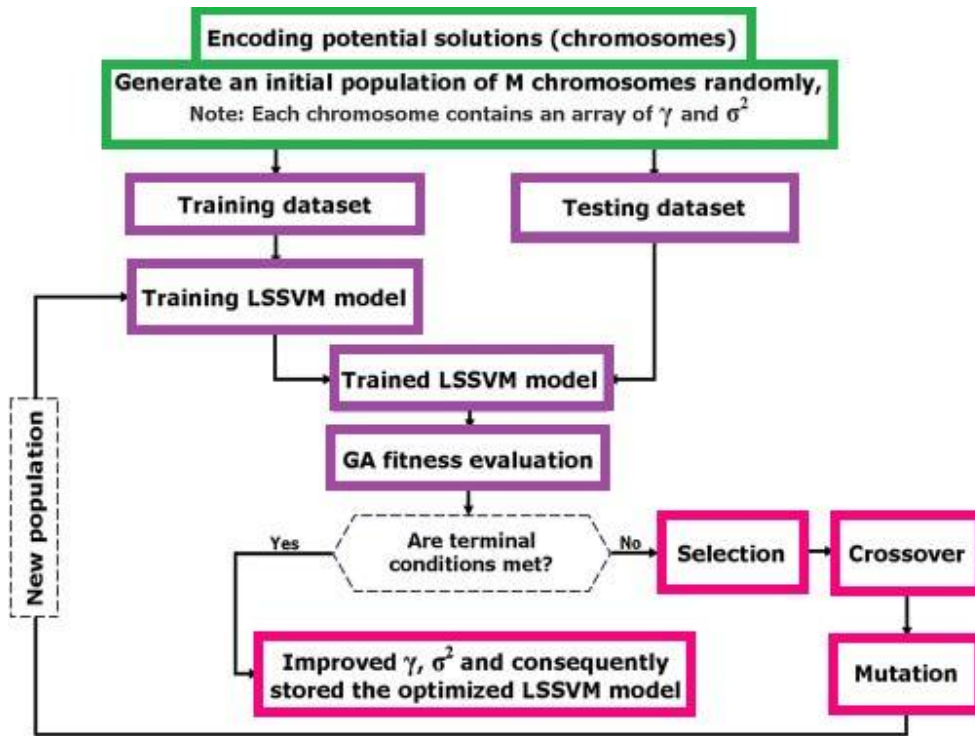 Encoding potential solutions (chromosomes)
Generate an initial population of M chromosomes randomly,
Note: Each chromosome contains an array of γ and σ²
Training dataset
Testing dataset
Training LSSVM model
Trained LSSVM model
GA fitness evaluation
New population
Are terminal
conditions met?
Yes
No
Selection
Crossover
Mutation
Improved γ, σ² and consequently
stored the optimized LSSVM model